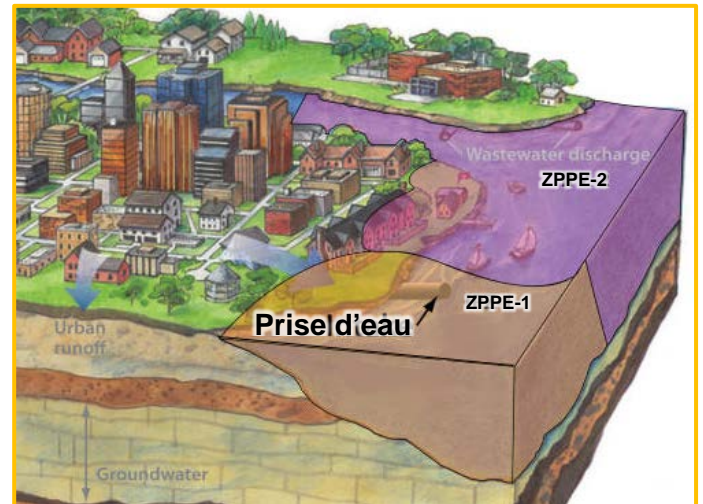 Wastewater discharge
ZPPE-2
ZPPE-1
Prise d'eau
Urban
runoff
Groundwater